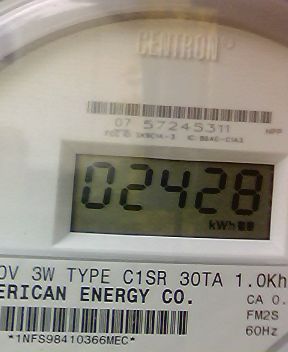 CENTRON®
07 57245311
02428
kWh
0V 3W TYPE C1SR 30TA 1.0Kh
ERICAN ENERGY CO.
CA 0.
FM2S
60Hz
*1NFS98410366MEC*